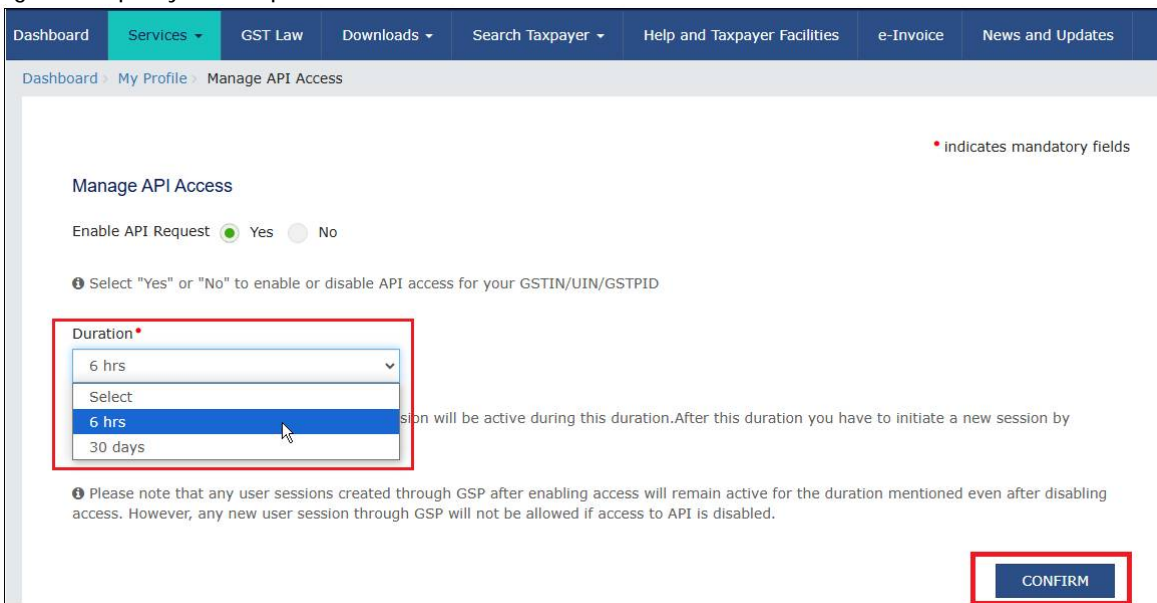 Dashboard Services GST Law Downloads Search Taxpayer Help and Taxpayer Facilities e-Invoice News and Updates
Dashboard My Profile Manage API Access
• indicates mandatory fields
Manage API Access
Enable API Request Yes No
Select "Yes" or "No" to enable or disable API access for your GSTIN/UIN/GSTPID
Duration•
6 hrs
Select
6 hrs
30 days
will be active during this duration.After this duration you have to initiate a new session by
Please note that any user sessions created through GSP after enabling access will remain active for the duration mentioned even after disabling
access. However, any new user session through GSP will not be allowed if access to API is disabled.
CONFIRM